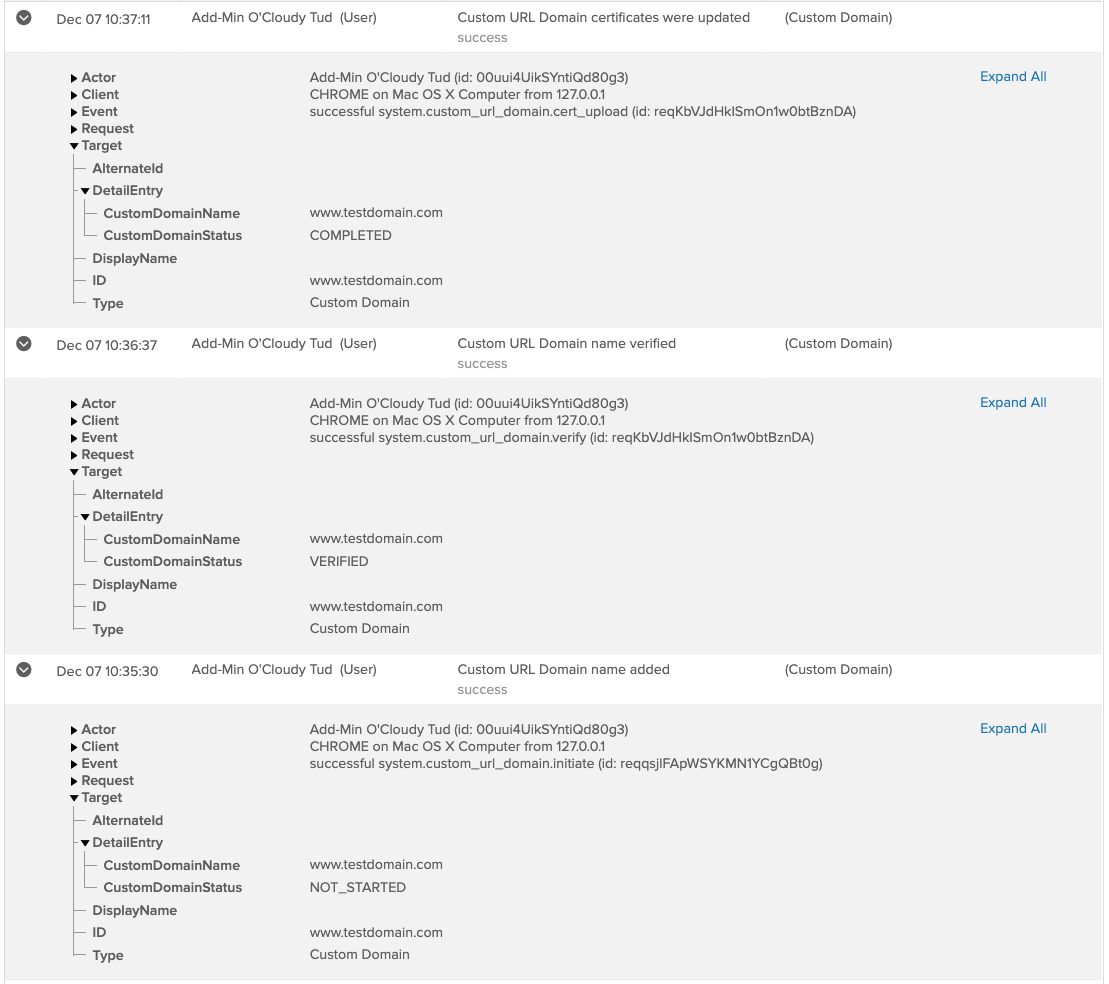 Dec 07 10:37:11 Add-Min O'Cloudy Tud (User) Custom URL Domain certificates were updated (Custom Domain)
success
Actor Add-Min O'Cloudy Tud (id: 00uui4UikSYntiQd80g3) Expand All
Client CHROME on Mac OS X Computer from 127.0.0.1
Event successful system.custom_url_domain.cert_upload (id: reqKbVJdHkISmOn1w0btBznDA)
Request
Target
AlternateId
DetailEntry
CustomDomainName www.testdomain.com
CustomDomainStatus COMPLETED
DisplayName
ID www.testdomain.com
Type Custom Domain
Dec 07 10:36:37 Add-Min O'Cloudy Tud (User) Custom URL Domain name verified (Custom Domain)
success
Actor Add-Min O'Cloudy Tud (id: 00uui4UikSYntiQd80g3) Expand All
Client CHROME on Mac OS X Computer from 127.0.0.1
Event successful system.custom_url_domain.verify (id: reqKbVJdHkISmOn1w0btBznDA)
Request
Target
AlternateId
DetailEntry
CustomDomainName www.testdomain.com
CustomDomainStatus VERIFIED
DisplayName
ID www.testdomain.com
Type Custom Domain
Dec 07 10:35:30 Add-Min O'Cloudy Tud (User) Custom URL Domain name added (Custom Domain)
success
Actor Add-Min O'Cloudy Tud (id: 00uui4UikSYntiQd80g3) Expand All
Client CHROME on Mac OS X Computer from 127.0.0.1
Event successful system.custom_url_domain.initiate (id: reqqsjlFApWSYKMN1YCgQBt0g)
Request
Target
AlternateId
DetailEntry
CustomDomainName www.testdomain.com
CustomDomainStatus NOT_STARTED
DisplayName
ID www.testdomain.com
Type Custom Domain